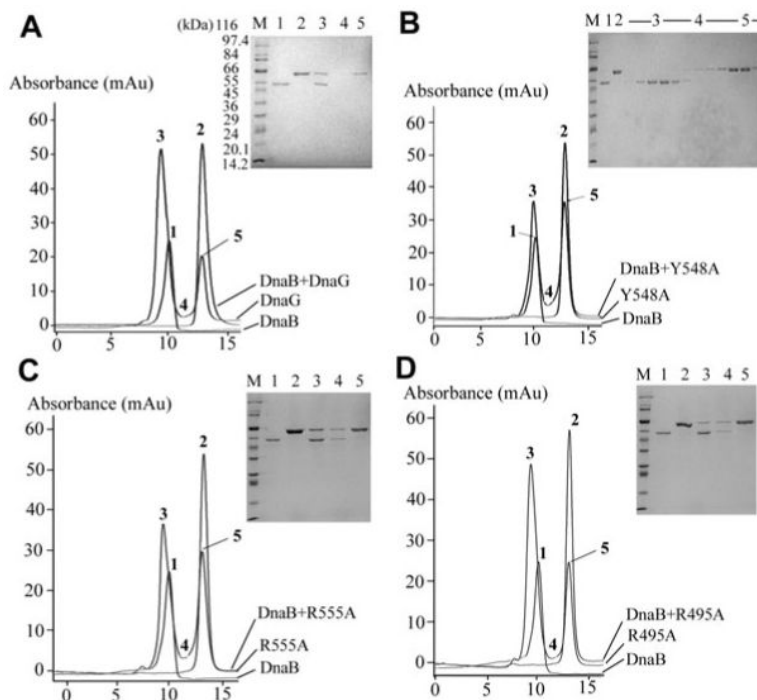 A
(kDa) 116 M 1 2 3 4 5
97.4
84
66
55
45
36
29
24
20.1
14.2
Absorbance (mAu)
60
50
40
30
20
10
0
3
2
1
5
4
DnaB+DnaG
DnaG
DnaB
0 5 10 15
B
M 12 — 3 — 4 — 5 —
Absorbance (mAu)
60
50
40
30
20
10
0
2
3
1
5
4
DnaB+Y548A
Y548A
DnaB
0 5 10 15
C
M 1 2 3 4 5
Absorbance (mAu)
60
50
40
30
20
10
0
2
3
1
5
4
DnaB+R555A
R555A
DnaB
0 5 10 15
D
M 1 2 3 4 5
Absorbance (mAu)
60
50
40
30
20
10
0
2
3
1
5
4
DnaB+R495A
R495A
DnaB
0 5 10 15